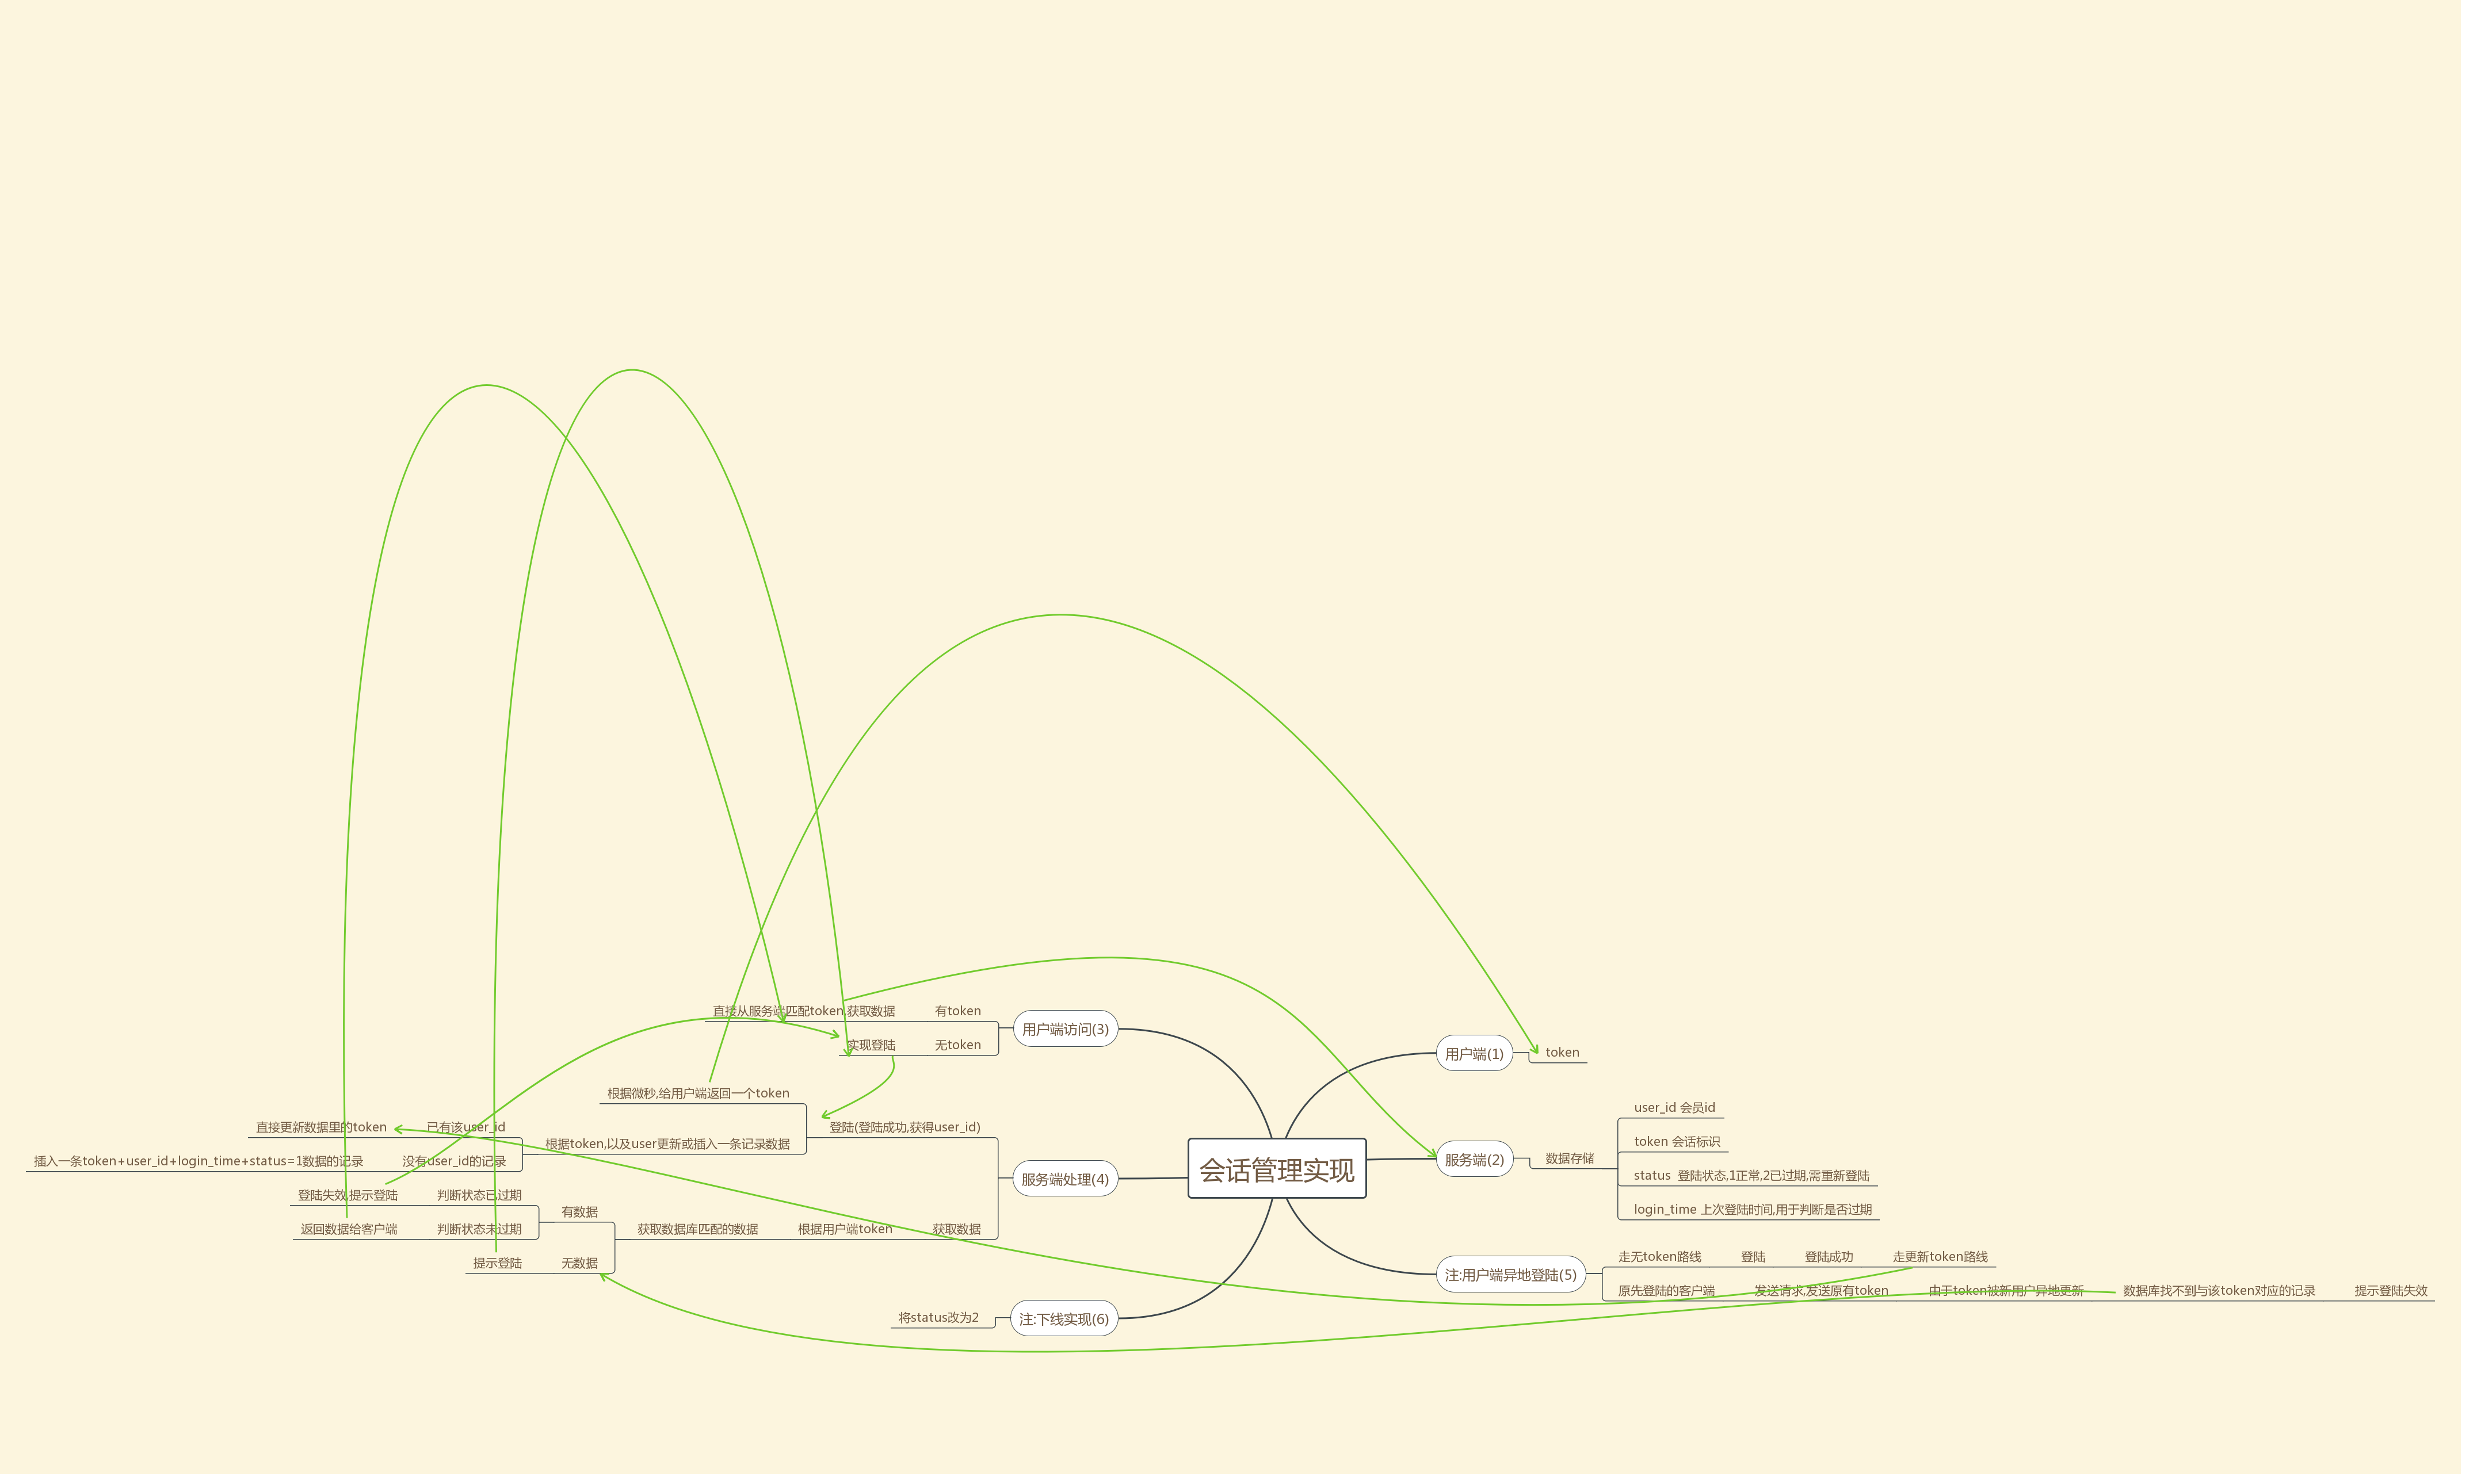 会话管理实现
用户端(1)
token
服务端(2)
数据存储
user_id 会员id
token 会话标识
status 登陆状态,1正常,2已过期,需重新登陆
login_time 上次登陆时间,用于判断是否过期
用户端访问(3)
有token
直接从服务端匹配token,获取数据
无token
实现登陆
服务端处理(4)
登陆(登陆成功,获得user_id)
根据微秒,给用户端返回一个token
根据token,以及user更新或插入一条记录数据
已有该user_id
直接更新数据里的token
没有user_id的记录
插入一条token+user_id+login_time+status=1数据的记录
获取数据
根据用户端token
获取数据库匹配的数据
有数据
判断状态已过期
登陆失效,提示登陆
判断状态未过期
返回数据给客户端
无数据
提示登陆
注:用户端异地登陆(5)
走无token路线
登陆
登陆成功
走更新token路线
原先登陆的客户端
发送请求,发送原有token
由于token被新用户异地更新
数据库找不到与该token对应的记录
提示登陆失效
注:下线实现(6)
将status改为2